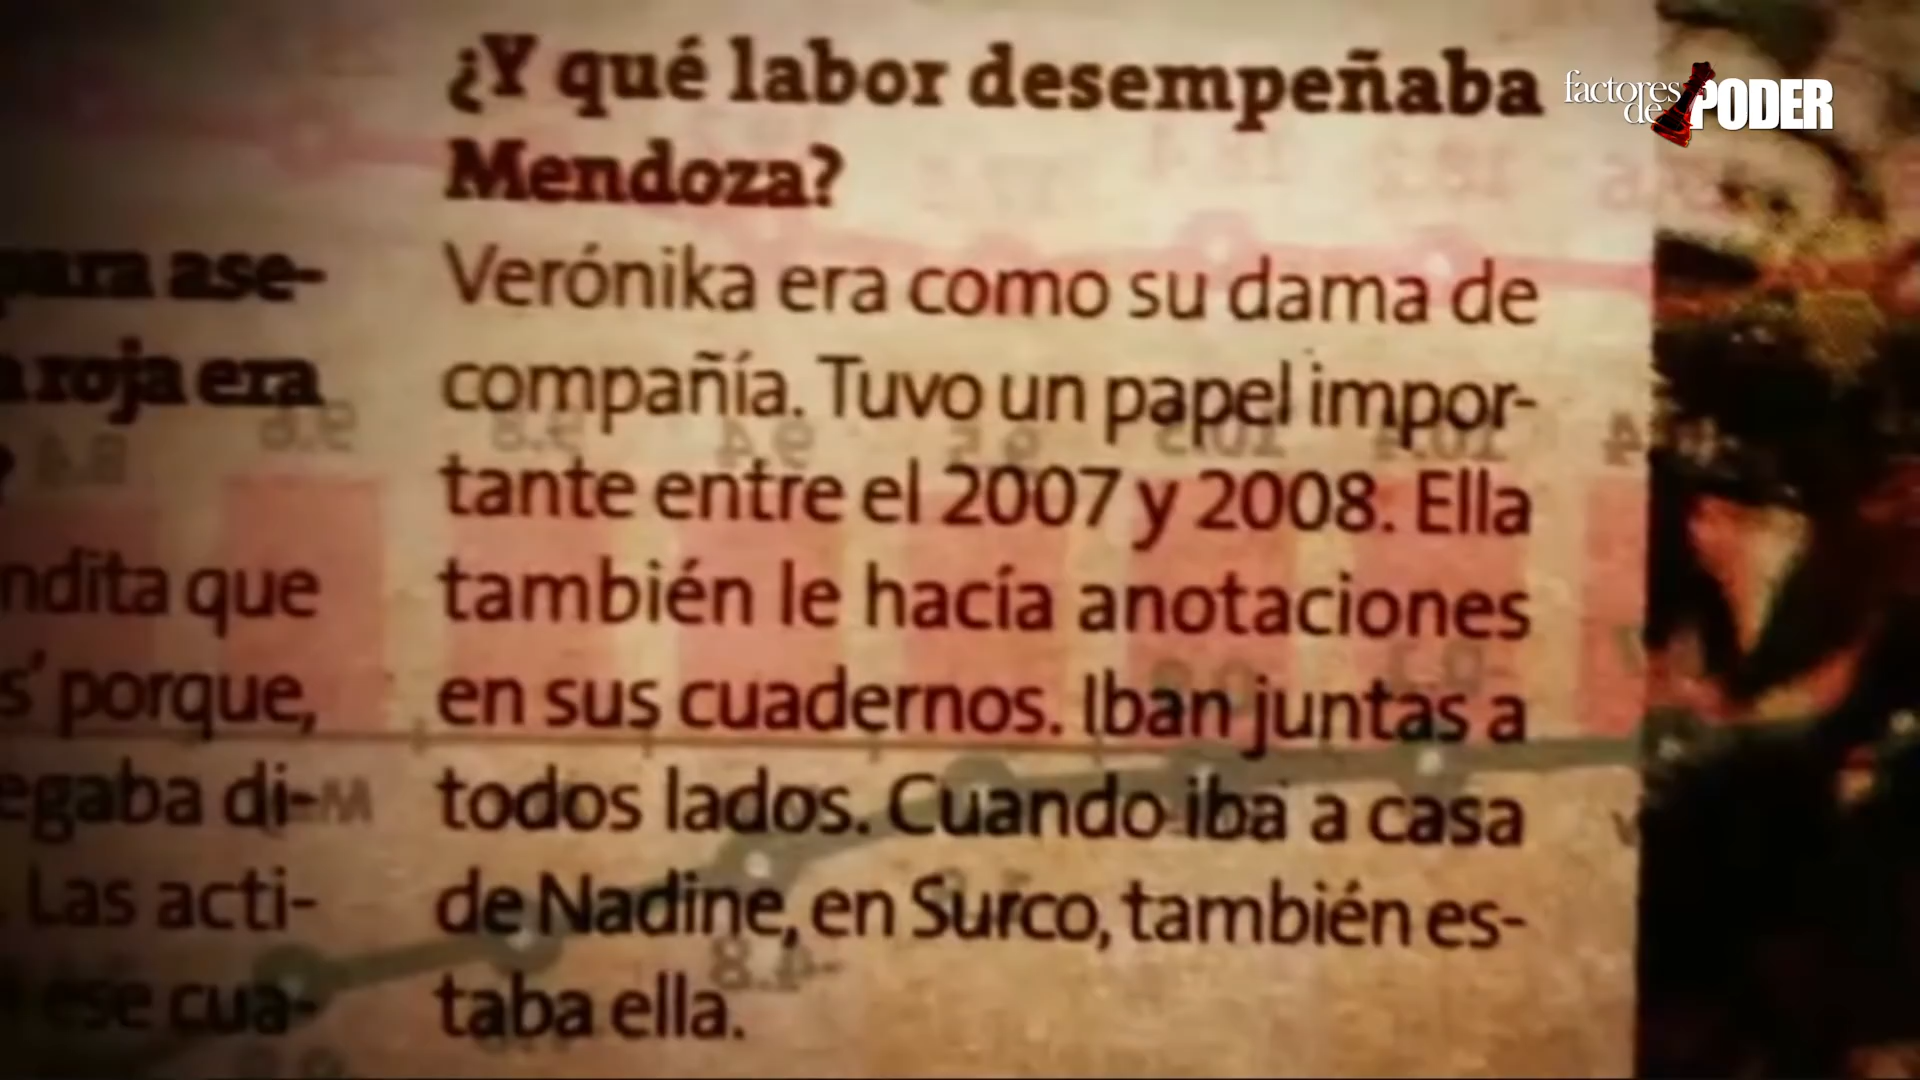 ¿Y qué labor desempeñaba
Mendoza?
Verónika era como su dama de
compañía. Tuvo un papel impor-
tante entre el 2007 y 2008. Ella
también le hacía anotaciones
en sus cuadernos. Iban juntas a
todos lados. Cuando iba a casa
de Nadine, en Surco, también es-
taba ella.
para ase-
a roja era
ndita que
s' porque,
egaba di-
. Las acti-
ese cua-
factores
de PODER